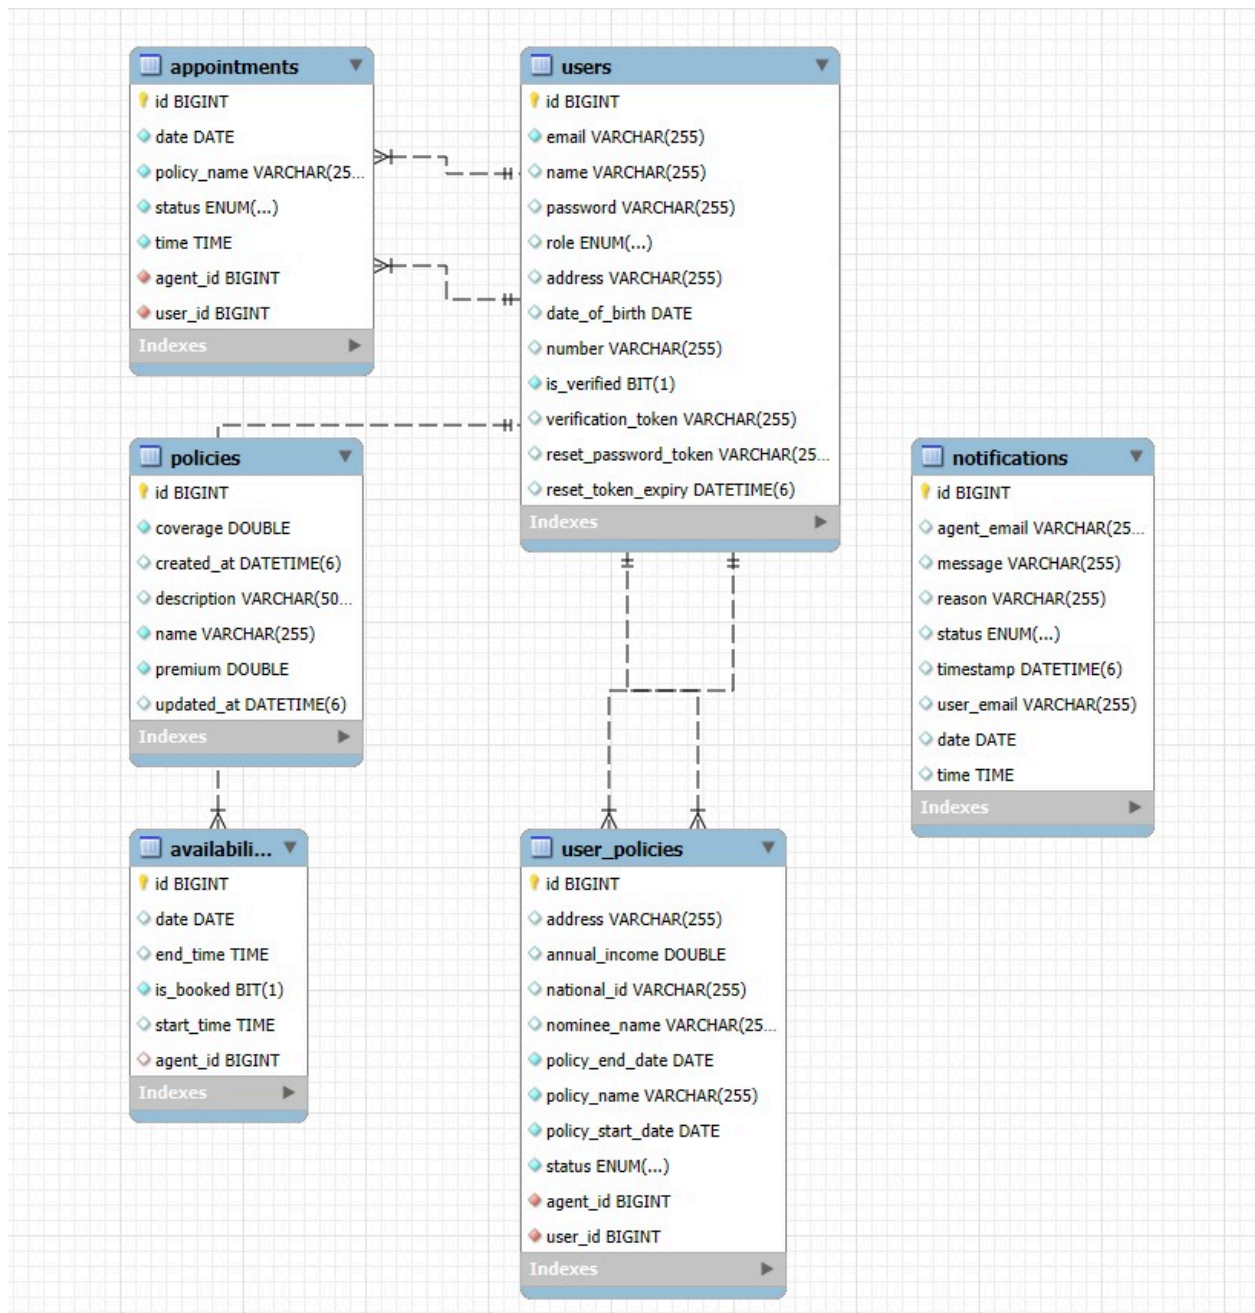 appointments
id BIGINT
date DATE
policy_name VARCHAR(25...
status ENUM(...)
time TIME
agent_id BIGINT
user_id BIGINT
Indexes
users
id BIGINT
email VARCHAR(255)
name VARCHAR(255)
password VARCHAR(255)
role ENUM(...)
address VARCHAR(255)
date_of_birth DATE
number VARCHAR(255)
is_verified BIT(1)
verification_token VARCHAR(255)
reset_password_token VARCHAR(25...
reset_token_expiry DATETIME(6)
Indexes
policies
id BIGINT
coverage DOUBLE
created_at DATETIME(6)
description VARCHAR(50...
name VARCHAR(255)
premium DOUBLE
updated_at DATETIME(6)
Indexes
notifications
id BIGINT
agent_email VARCHAR(25...
message VARCHAR(255)
reason VARCHAR(255)
status ENUM(...)
timestamp DATETIME(6)
user_email VARCHAR(255)
date DATE
time TIME
Indexes
availabili...
id BIGINT
date DATE
end_time TIME
is_booked BIT(1)
start_time TIME
agent_id BIGINT
Indexes
user_policies
id BIGINT
address VARCHAR(255)
annual_income DOUBLE
national_id VARCHAR(255)
nominee_name VARCHAR(25...
policy_end_date DATE
policy_name VARCHAR(255)
policy_start_date DATE
status ENUM(...)
agent_id BIGINT
user_id BIGINT
Indexes